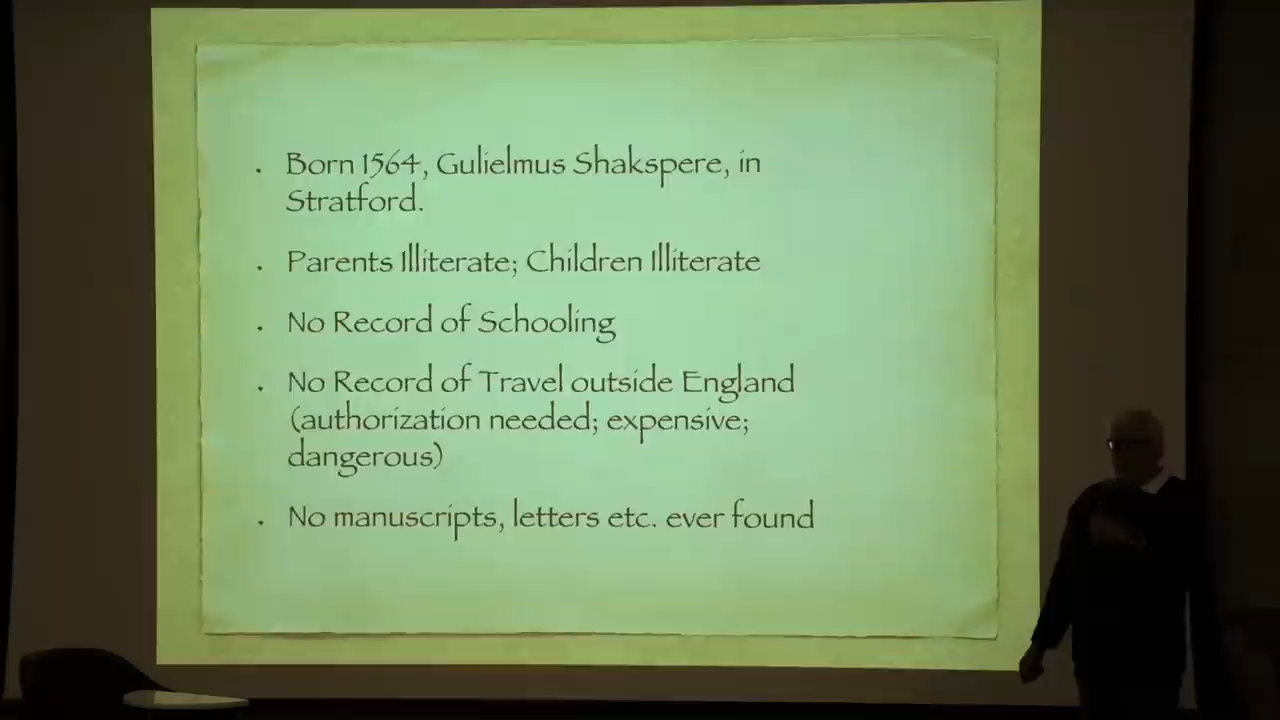 . Born 1564, Gulielmus Shakspere, in
Stratford.
. Parents Illiterate; Children Illiterate
. No Record of Schooling
. No Record of Travel outside England
(authorization needed; expensive;
dangerous)
. No manuscripts, letters etc. ever found